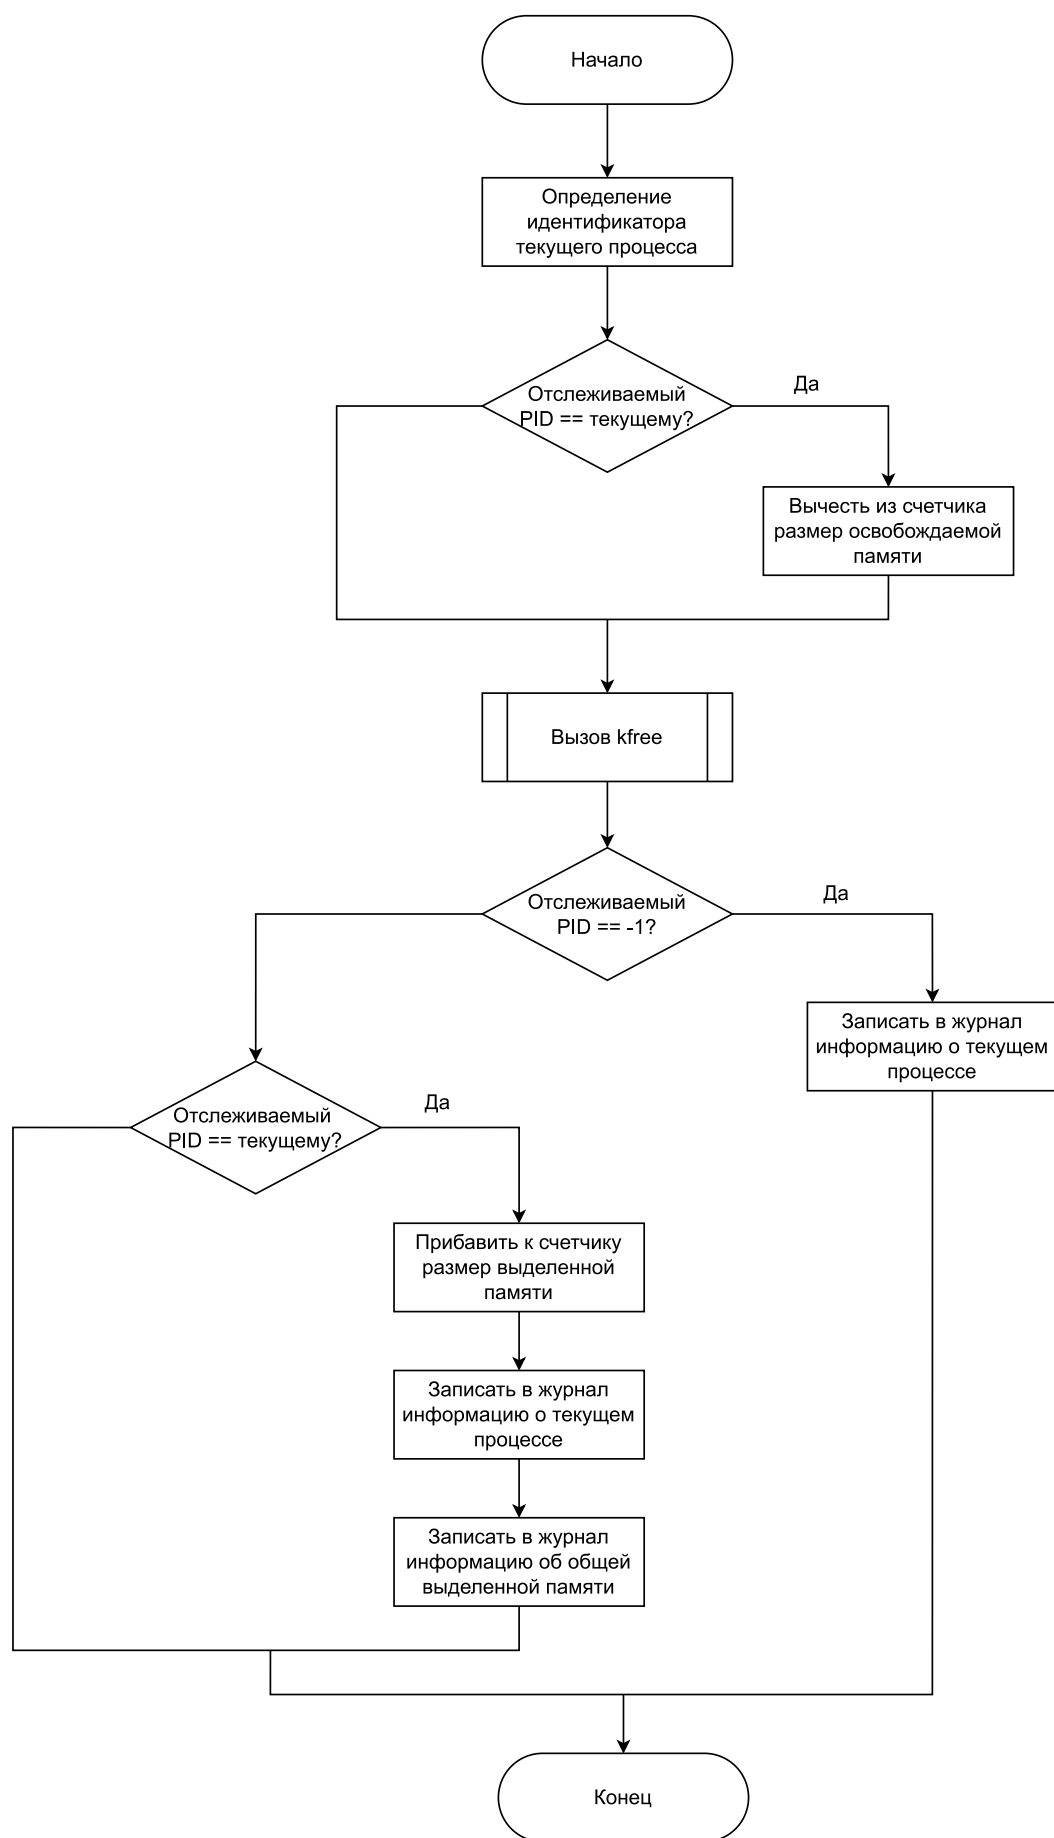 Начало
Определение
идентификатора
текущего процесса
Отслеживаемый
PID == текущему?
Да
Вычесть из счетчика
размер освобождаемой
памяти
Вызов kfree
Отслеживаемый
PID == -1?
Да
Записать в журнал
информацию о текущем
процессе
Отслеживаемый
PID == текущему?
Да
Прибавить к счетчику
размер выделенной
памяти
Записать в журнал
информацию о текущем
процессе
Записать в журнал
информацию об общей
выделенной памяти
Конец